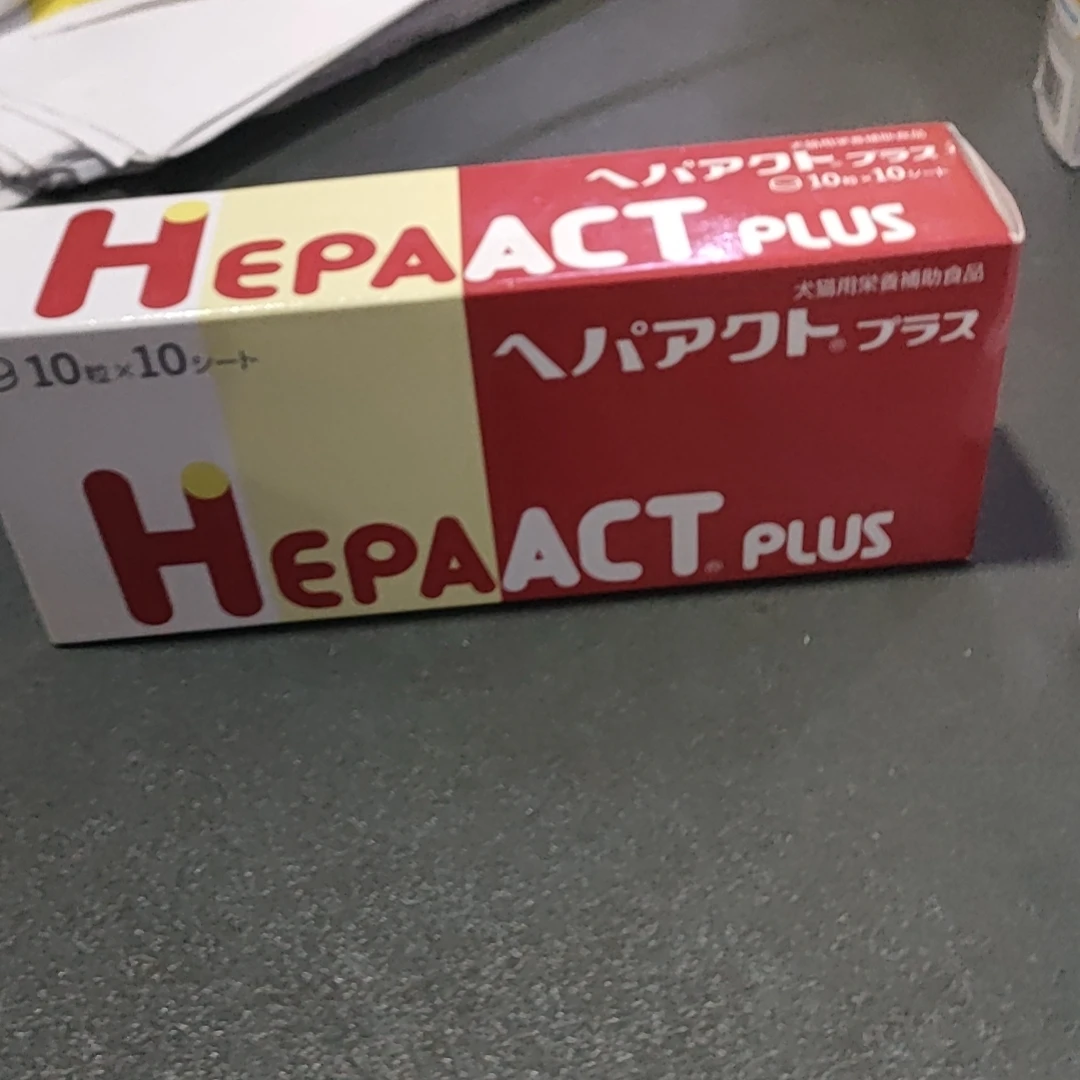 犬猫用栄養補助食品
ヘパアクト® プラス
10粒×10シート
HEPAACT PLUS
犬猫用栄養補助食品
ヘパアクト® プラス
10粒×10シート
HEPAACT® PLUS